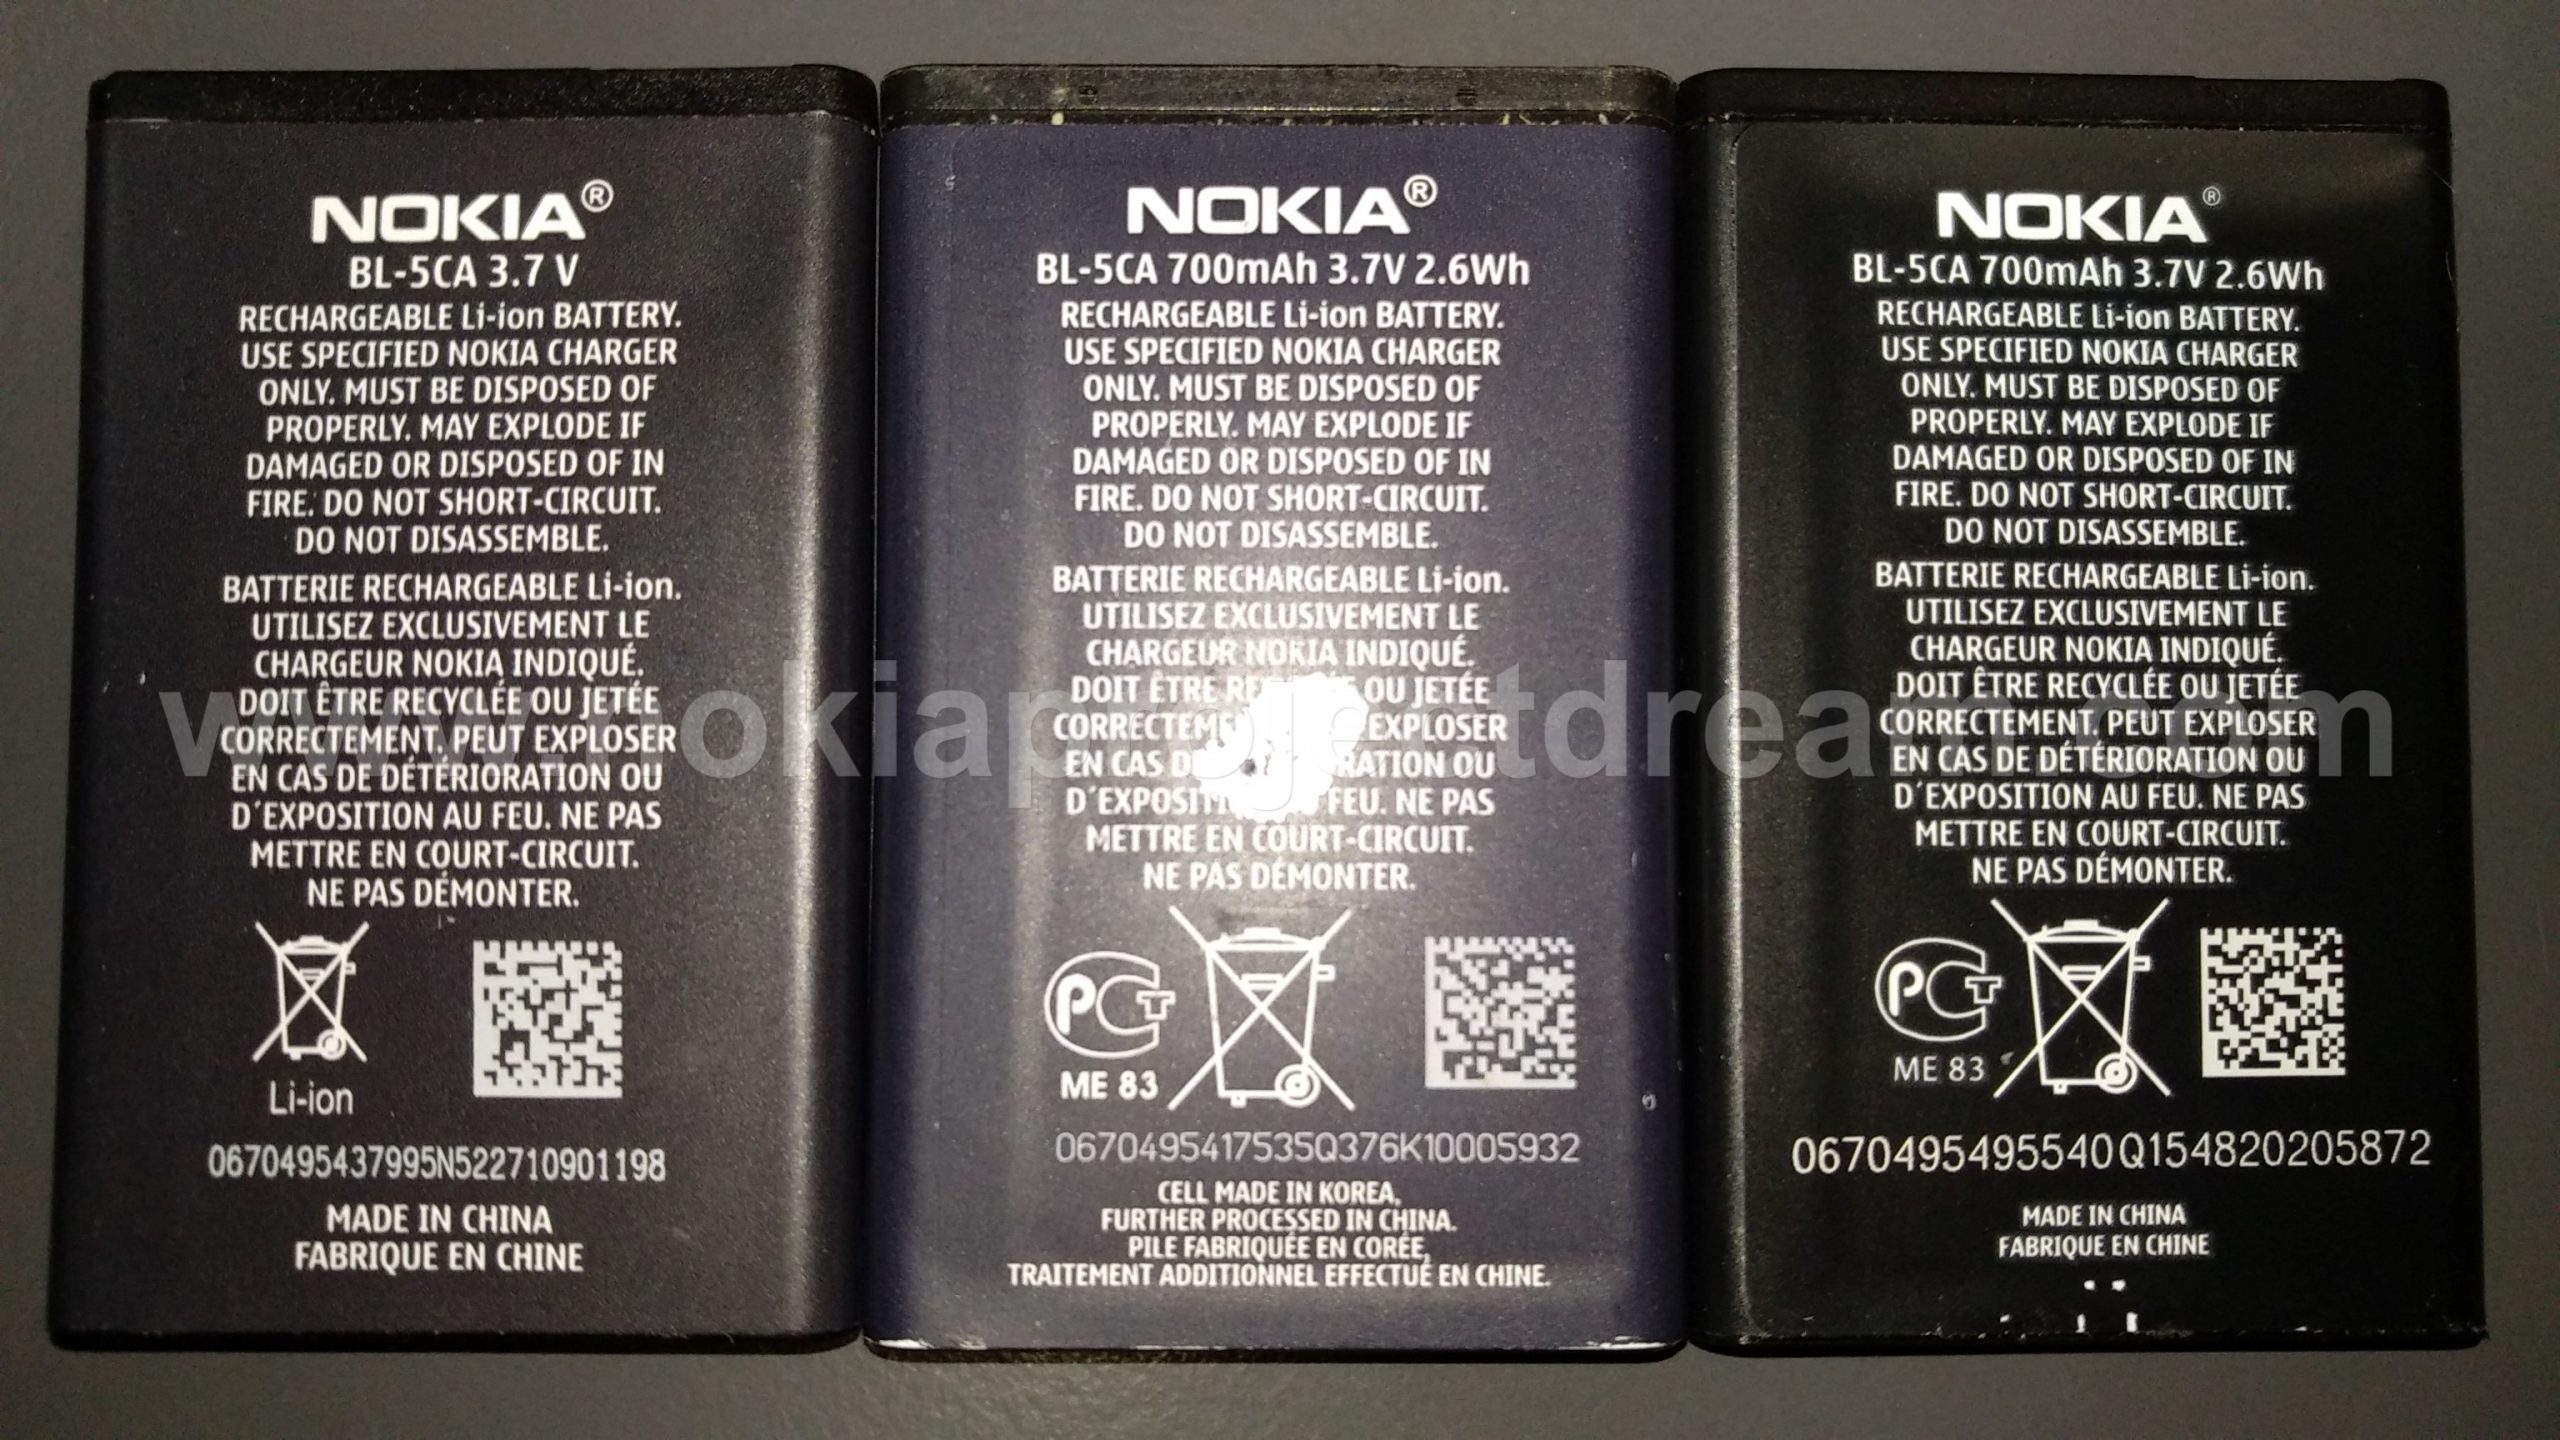 NOKIA®
BL-5CA 3.7 V
RECHARGEABLE Li-ion BATTERY.
USE SPECIFIED NOKIA CHARGER
ONLY. MUST BE DISPOSED OF
PROPERLY. MAY EXPLODE IF
DAMAGED OR DISPOSED OF IN
FIRE. DO NOT SHORT-CIRCUIT.
DO NOT DISASSEMBLE.
BATTERIE RECHARGEABLE Li-ion.
UTILISEZ EXCLUSIVEMENT LE
CHARGEUR NOKIA INDIQUÉ.
DOIT ÊTRE RECYCLÉE OU JETÉE
CORRECTEMENT. PEUT EXPLOSER
EN CAS DE DÉTÉRIORATION OU
D'EXPOSITION AU FEU. NE PAS
METTRE EN COURT-CIRCUIT.
NE PAS DÉMONTER.
Li-ion
0670495437995N522710901198
MADE IN CHINA
FABRIQUE EN CHINE
NOKIA®
BL-5CA 700mAh 3.7V 2.6Wh
RECHARGEABLE Li-ion BATTERY.
USE SPECIFIED NOKIA CHARGER
ONLY. MUST BE DISPOSED OF
PROPERLY. MAY EXPLODE IF
DAMAGED OR DISPOSED OF IN
FIRE. DO NOT SHORT-CIRCUIT.
DO NOT DISASSEMBLE.
BATTERIE RECHARGEABLE Li-ion.
UTILISEZ EXCLUSIVEMENT LE
CHARGEUR NOKIA INDIQUÉ.
DOIT ÊTRE OU JETÉE
EXPLOSER
EN CAS OU
FEU. NE PAS
METTRE EN COURT-CIRCUIT.
NE PAS DÉMONTER.
PCT
ME 83
0670495417535Q376K10005932
CELL MADE IN KOREA,
FURTHER PROCESSED IN CHINA.
PILE FABRIQUÉE EN CORÉE,
TRAITEMENT ADDITIONNEL EFFECTUÉ EN CHINE.
NOKIA®
BL-5CA 700mAh 3.7V 2.6Wh
RECHARGEABLE Li-ion BATTERY.
USE SPECIFIED NOKIA CHARGER
ONLY. MUST BE DISPOSED OF
PROPERLY. MAY EXPLODE IF
DAMAGED OR DISPOSED OF IN
FIRE. DO NOT SHORT-CIRCUIT.
DO NOT DISASSEMBLE.
BATTERIE RECHARGEABLE Li-ion.
UTILISEZ EXCLUSIVEMENT LE
CHARGEUR NOKIA INDIQUÉ.
DOIT ÊTRE RECYCLÉE OU JETÉE
CORRECTEMENT. PEUT EXPLOSER
EN CAS DE DÉTÉRIORATION OU
D'EXPOSITION AU FEU. NE PAS
METTRE EN COURT-CIRCUIT.
NE PAS DÉMONTER.
PCT
ME 83
0670495495540Q154820205872
MADE IN CHINA
FABRIQUE EN CHINE
www.nokiaprojectdream.com